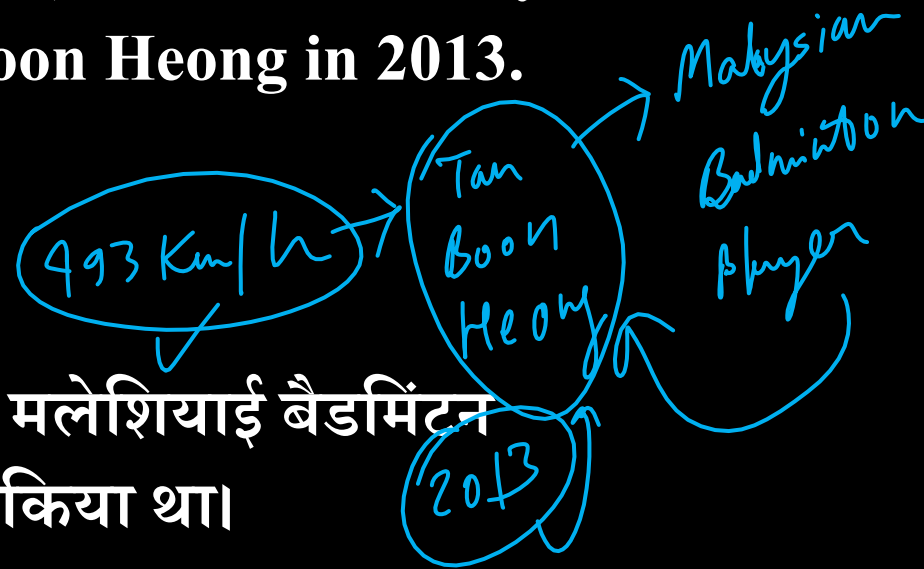 oon Heong in 2013.
Malaysian
Badminton
Player
493 Km/h
Tan
Boon
Heong
मलेशियाई बैडमिंटन
2013
किया था।